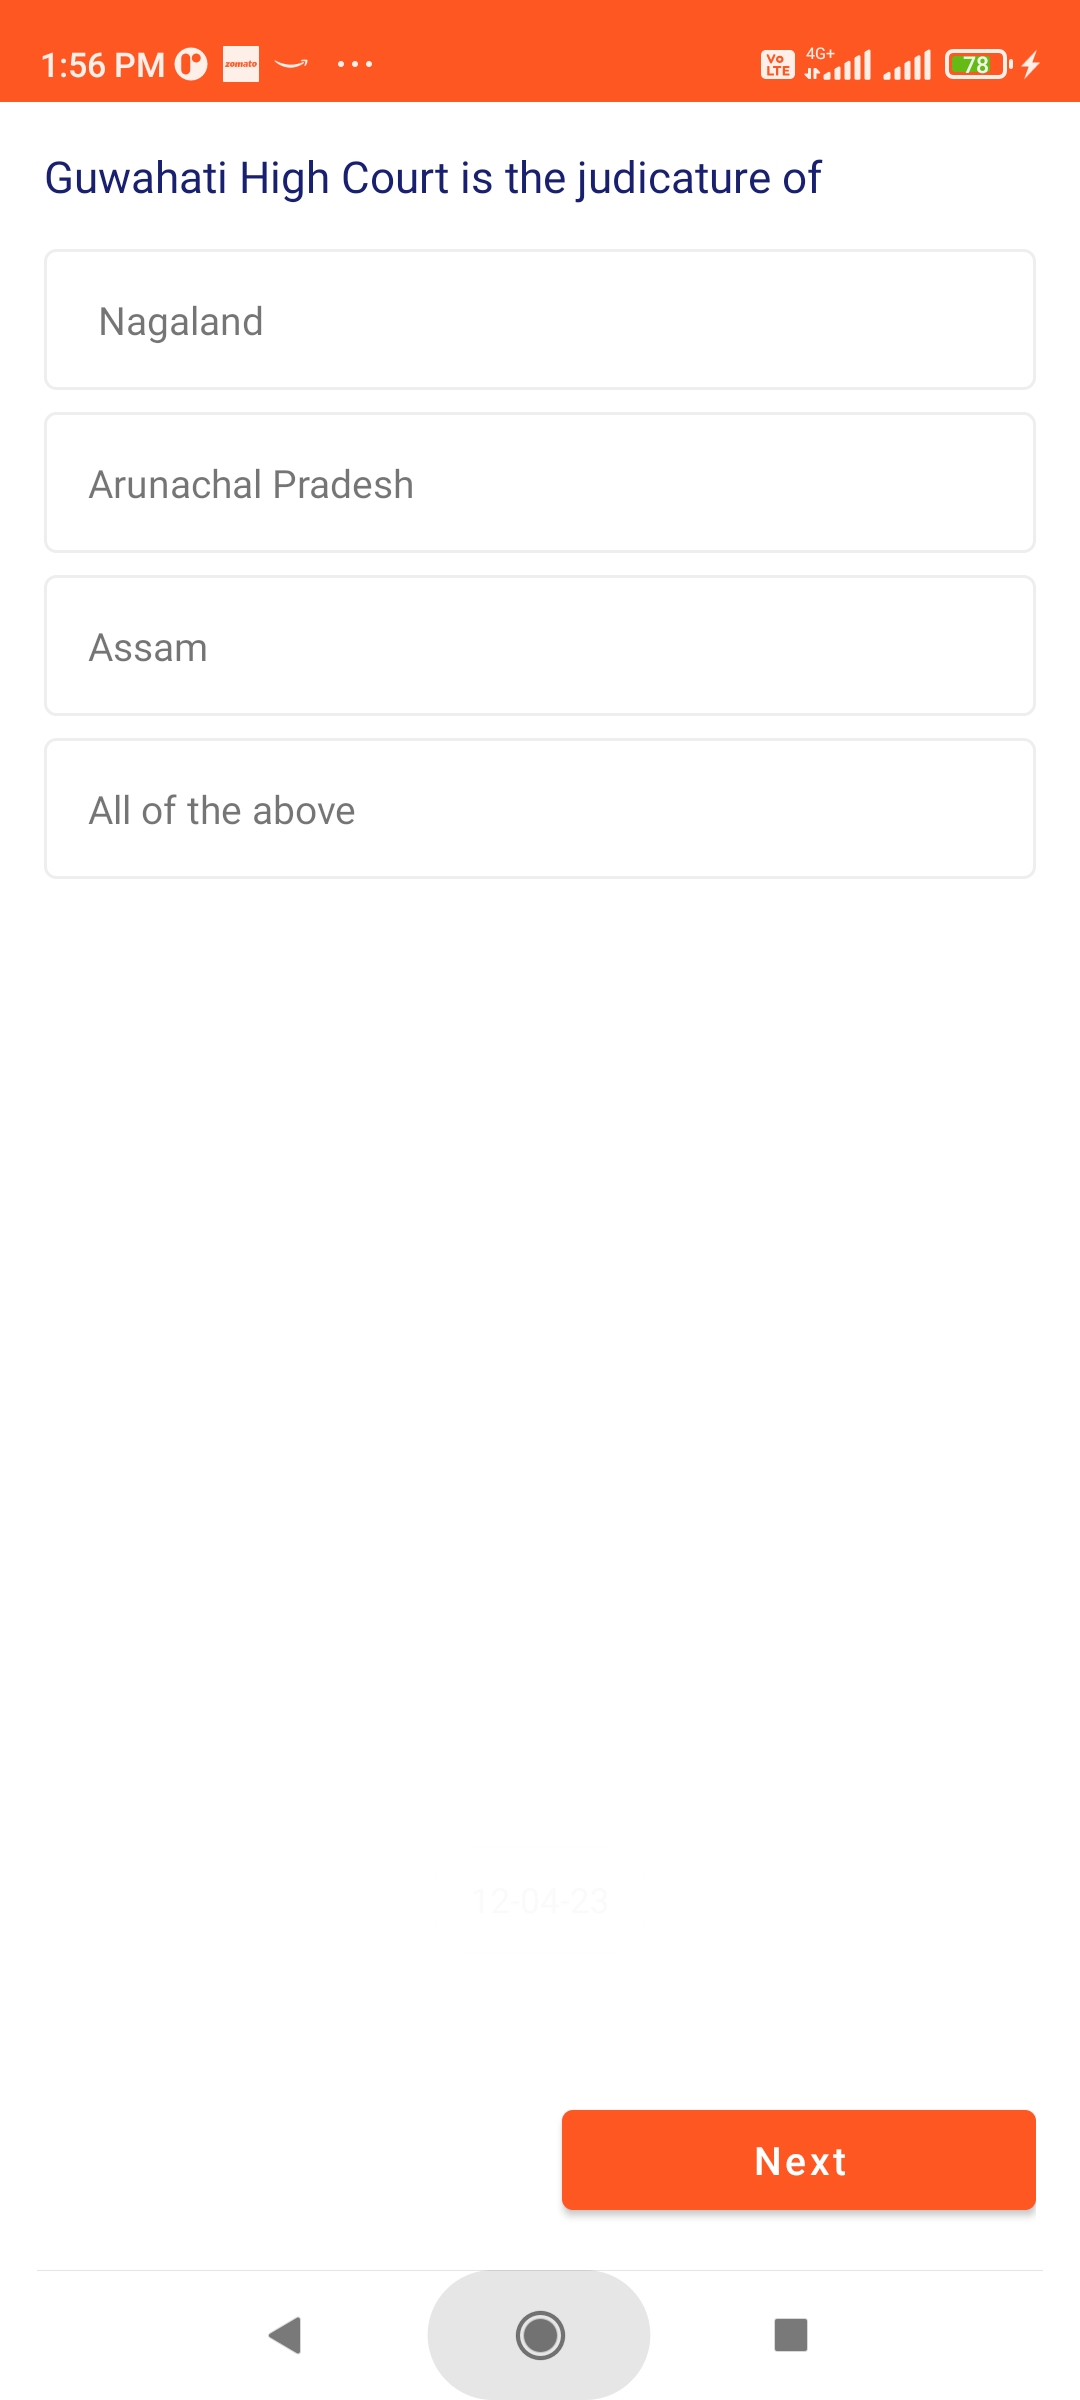 1:56 PM zomato ... Vo LTE 4G+ 78
Guwahati High Court is the judicature of
Nagaland
Arunachal Pradesh
Assam
All of the above
12-04-23
Next